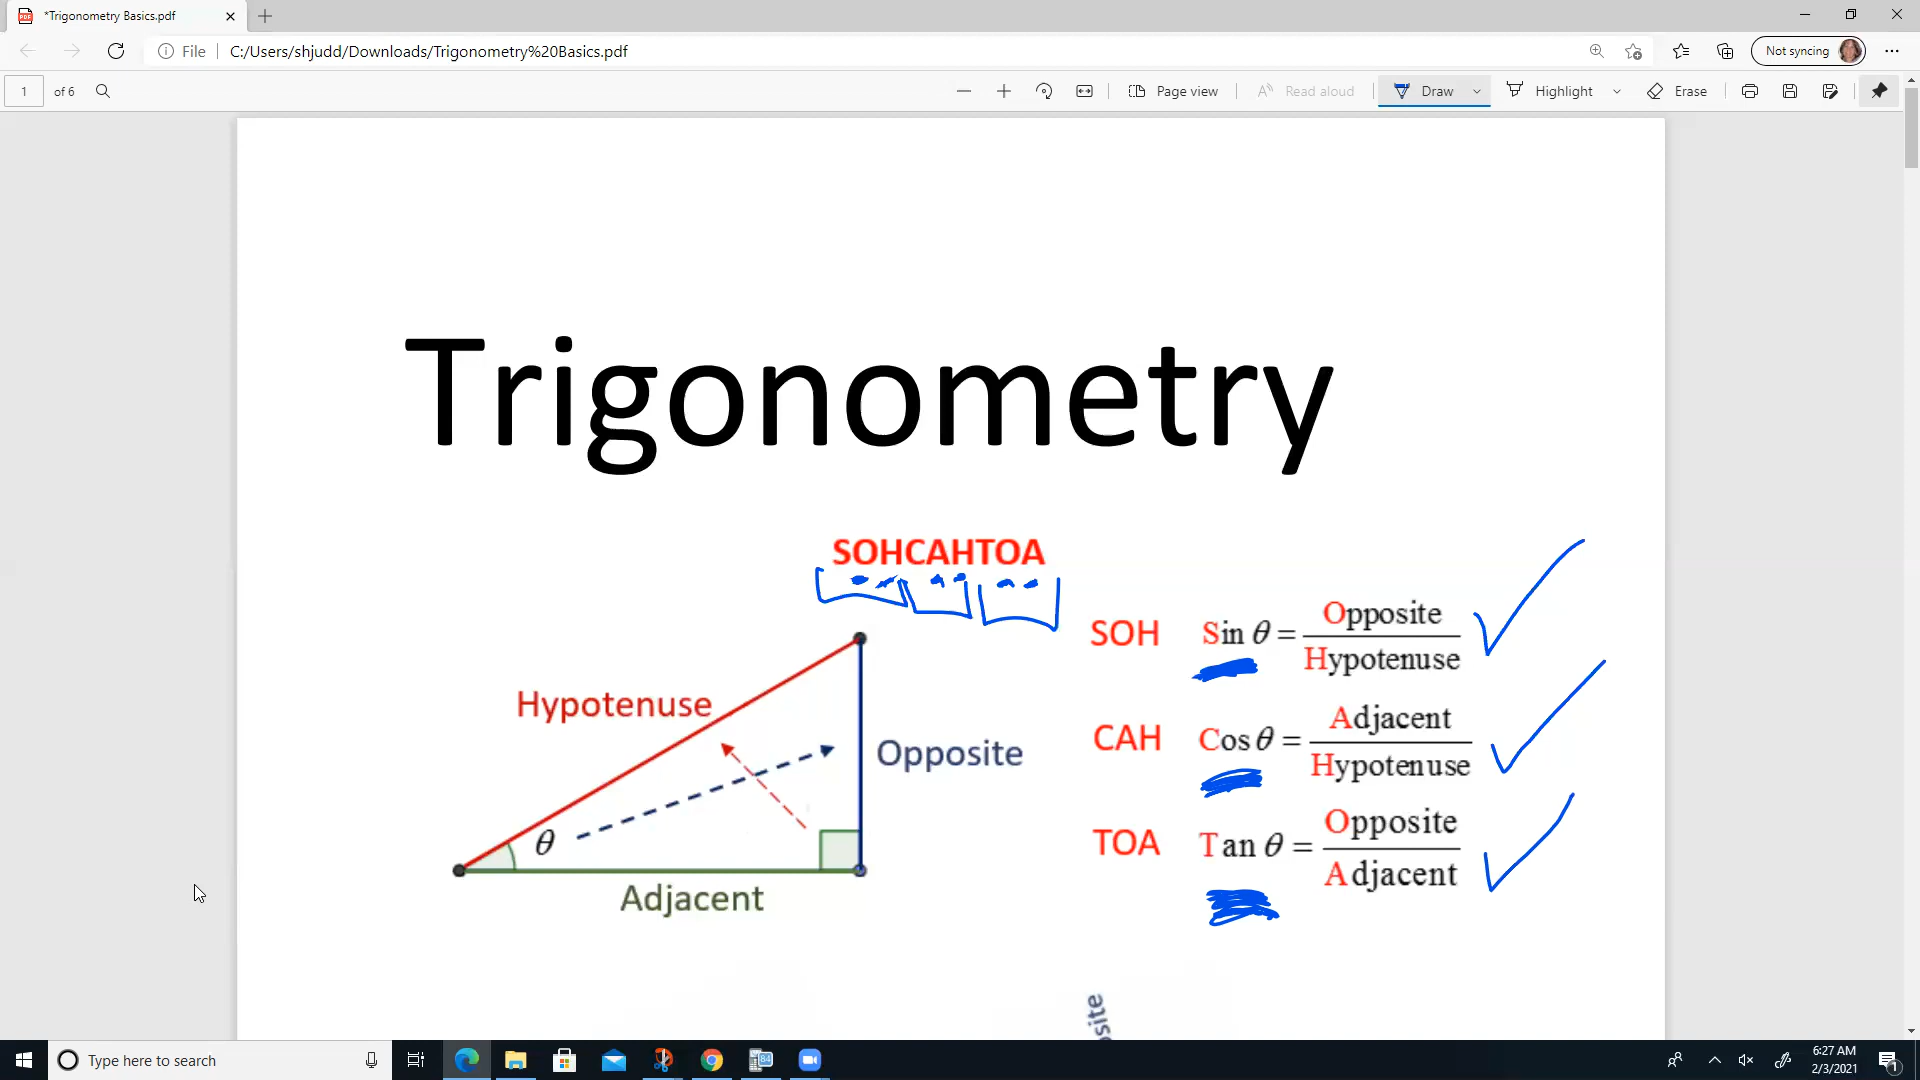 *Trigonometry Basics.pdf
File C:/Users/shjudd/Downloads/Trigonometry%20Basics.pdf
Not syncing
1 of 6
Page view
Read aloud
Draw
Highlight
Erase
Trigonometry
SOHCAHTOA
Hypotenuse
Opposite
θ
Adjacent
SOH Sin θ = Opposite / Hypotenuse
CAH Cos θ = Adjacent / Hypotenuse
TOA Tan θ = Opposite / Adjacent
Type here to search
84
6:27 AM
2/3/2021
1